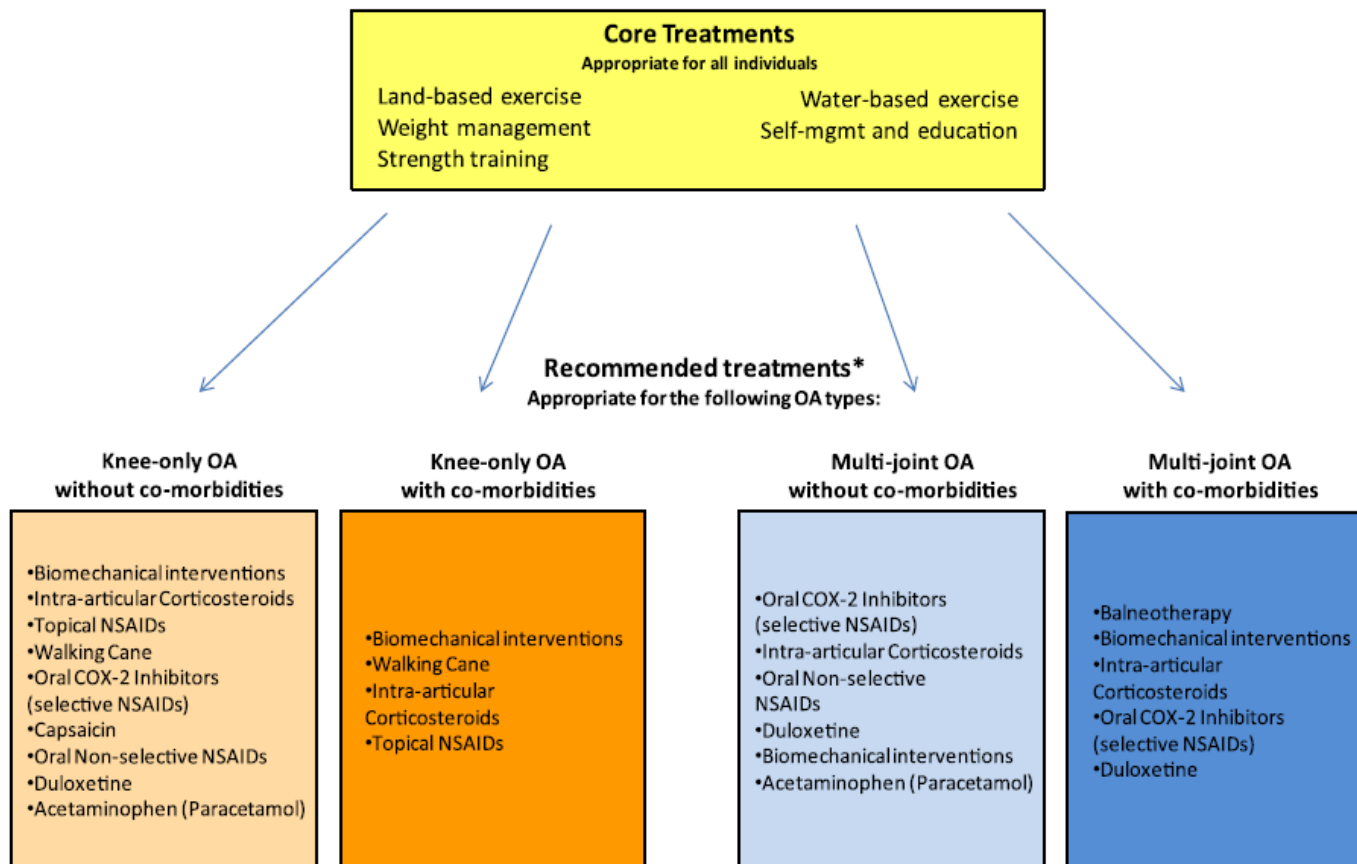 Core Treatments
Appropriate for all individuals
Land-based exercise
Weight management
Strength training
Water-based exercise
Self-mgmt and education
Recommended treatments*
Appropriate for the following OA types:
Knee-only OA
without co-morbidities
•Biomechanical interventions
•Intra-articular Corticosteroids
•Topical NSAIDs
•Walking Cane
•Oral COX-2 Inhibitors
(selective NSAIDs)
•Capsaicin
•Oral Non-selective NSAIDs
•Duloxetine
•Acetaminophen (Paracetamol)
Knee-only OA
with co-morbidities
•Biomechanical interventions
•Walking Cane
•Intra-articular
Corticosteroids
•Topical NSAIDs
Multi-joint OA
without co-morbidities
•Oral COX-2 Inhibitors
(selective NSAIDs)
•Intra-articular Corticosteroids
•Oral Non-selective
NSAIDs
•Duloxetine
•Biomechanical interventions
•Acetaminophen (Paracetamol)
Multi-joint OA
with co-morbidities
•Balneotherapy
•Biomechanical interventions
•Intra-articular
Corticosteroids
•Oral COX-2 Inhibitors
(selective NSAIDs)
•Duloxetine